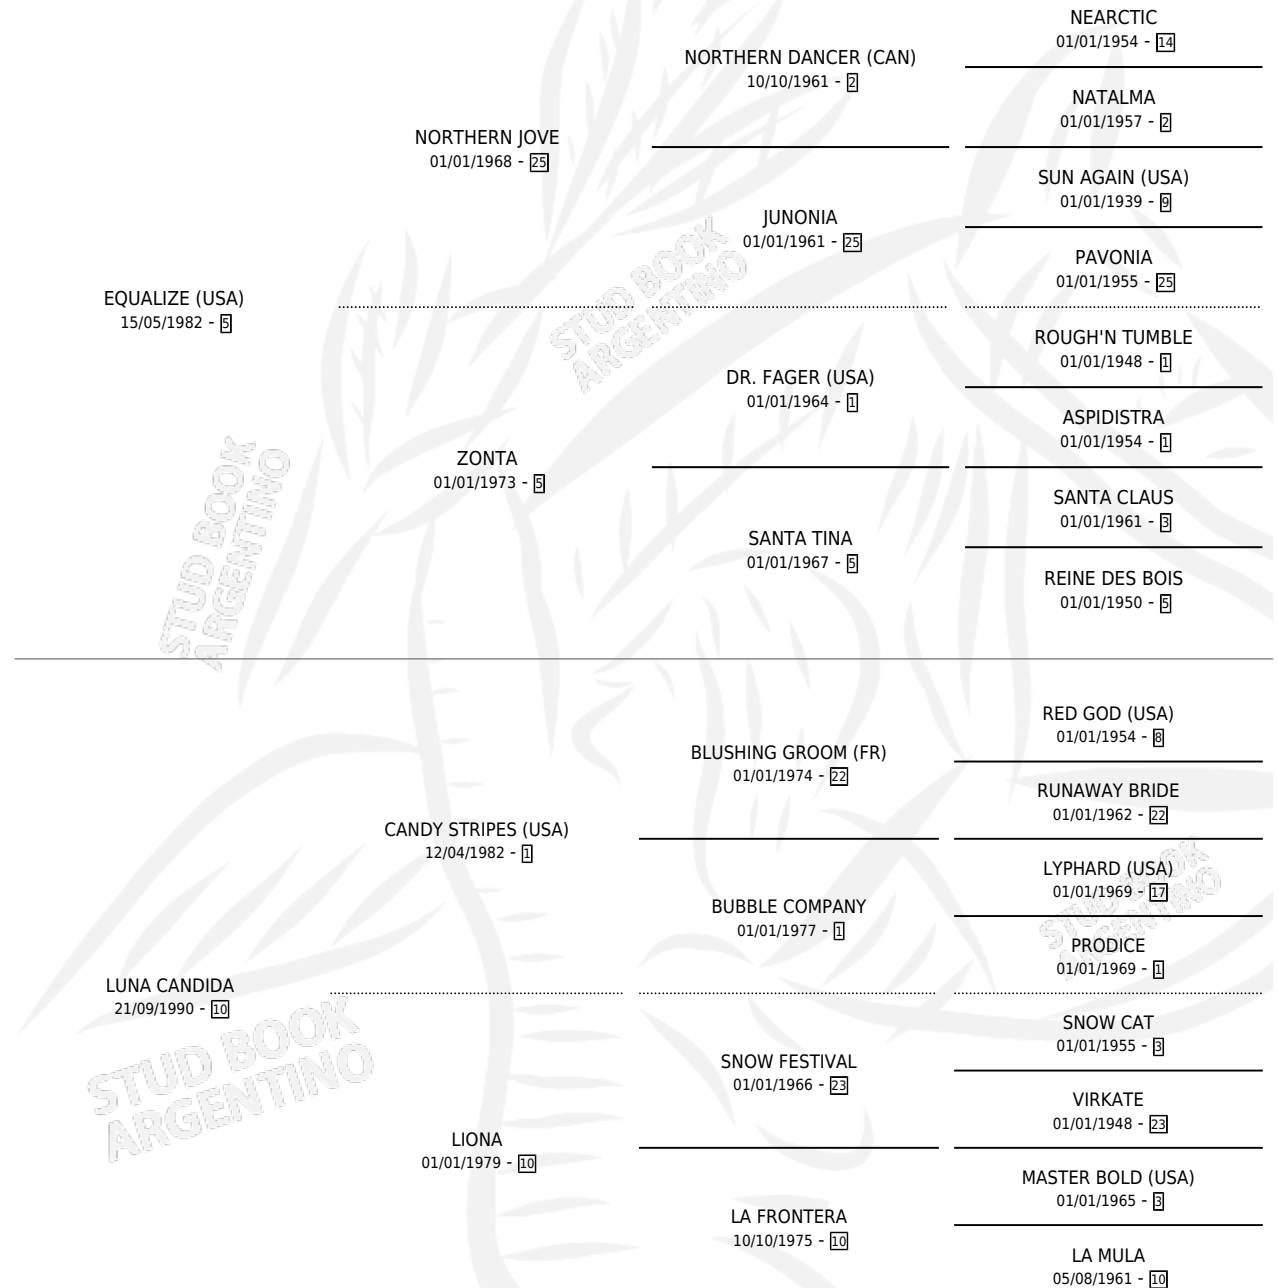 NEARCTIC
01/01/1954 - 14
NORTHERN DANCER (CAN)
10/10/1961 - 2
NATALMA
01/01/1957 - 2
NORTHERN JOVE
01/01/1968 - 25
SUN AGAIN (USA)
01/01/1939 - 9
JUNONIA
01/01/1961 - 25
PAVONIA
01/01/1955 - 25
EQUALIZE (USA)
15/05/1982 - 5
ROUGH'N TUMBLE
01/01/1948 - 1
DR. FAGER (USA)
01/01/1964 - 1
ASPIDISTRA
01/01/1954 - 1
ZONTA
01/01/1973 - 5
SANTA CLAUS
01/01/1961 - 3
SANTA TINA
01/01/1967 - 5
REINE DES BOIS
01/01/1950 - 5
RED GOD (USA)
01/01/1954 - 8
BLUSHING GROOM (FR)
01/01/1974 - 22
RUNAWAY BRIDE
01/01/1962 - 22
CANDY STRIPES (USA)
12/04/1982 - 1
LYPHARD (USA)
01/01/1969 - 17
BUBBLE COMPANY
01/01/1977 - 1
PRODICE
01/01/1969 - 1
LUNA CANDIDA
21/09/1990 - 10
SNOW CAT
01/01/1955 - 3
SNOW FESTIVAL
01/01/1966 - 23
VIRKATE
01/01/1948 - 23
LIONA
01/01/1979 - 10
MASTER BOLD (USA)
01/01/1965 - 3
LA FRONTERA
10/10/1975 - 10
LA MULA
05/08/1961 - 10
STUD BOOK
ARGENTINO
STUD BOOK
ARGENTINO
STUD BOOK
ARGENTINO
STUD BOOK
ARGENTINO